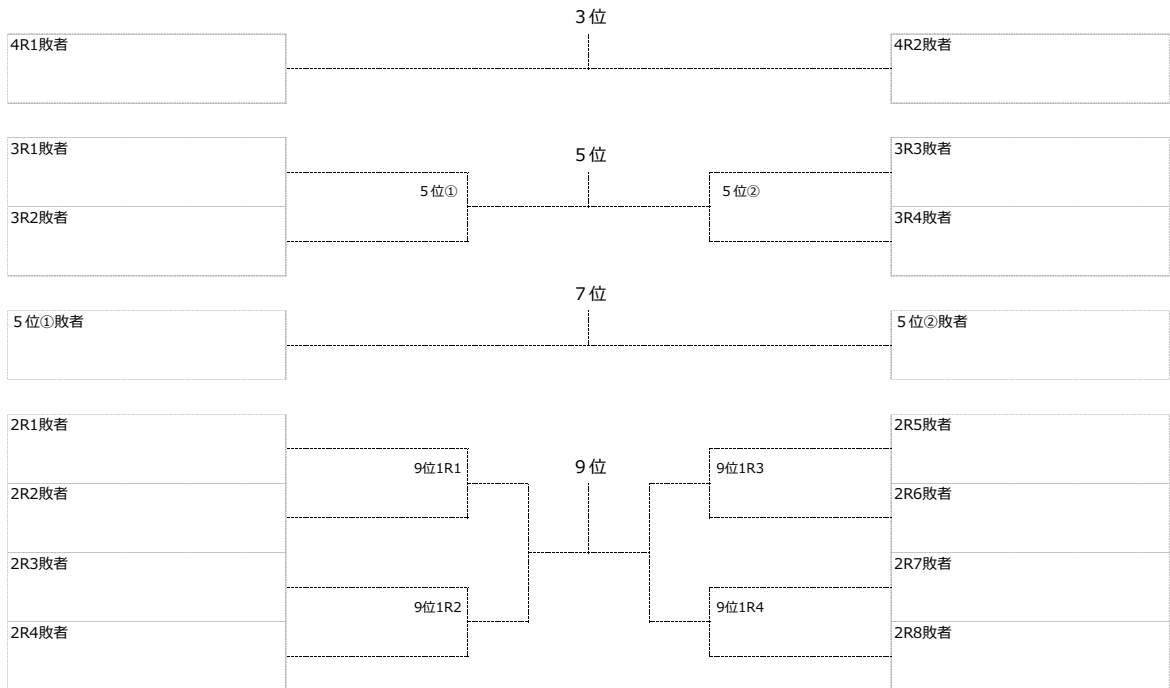 3位
4R1敗者
4R2敗者
3R1敗者
3R3敗者
5位
5位①
5位②
3R2敗者
3R4敗者
7位
5位①敗者
5位②敗者
2R1敗者
2R5敗者
9位1R1
9位
9位1R3
2R2敗者
2R6敗者
2R3敗者
2R7敗者
9位1R2
9位1R4
2R4敗者
2R8敗者